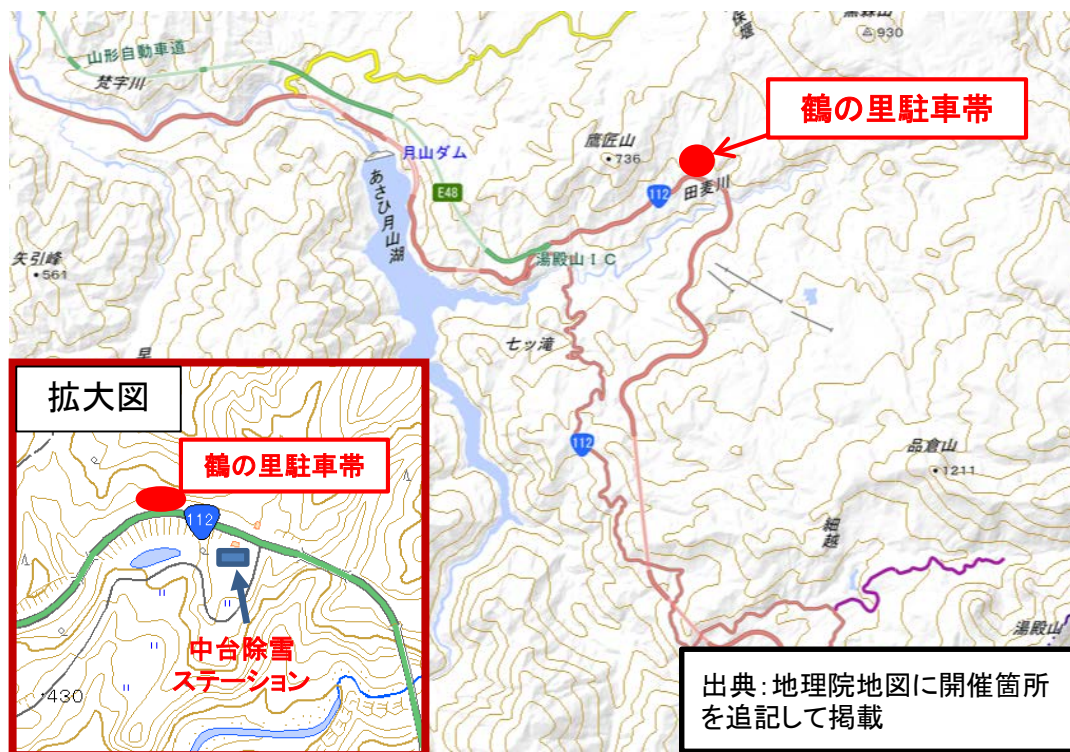 山形自動車道
梵字川
黒森山
930
鶴の里駐車帯
鷹匠山
736
月山ダム
E48
112
田麦川
あさひ月山湖
湯殿山IC
矢引峰
561
七ッ滝
早
112
品倉山
1211
細越
湯殿山
拡大図
鶴の里駐車帯
112
中台除雪
ステーション
430
出典:地理院地図に開催箇所
を追記して掲載